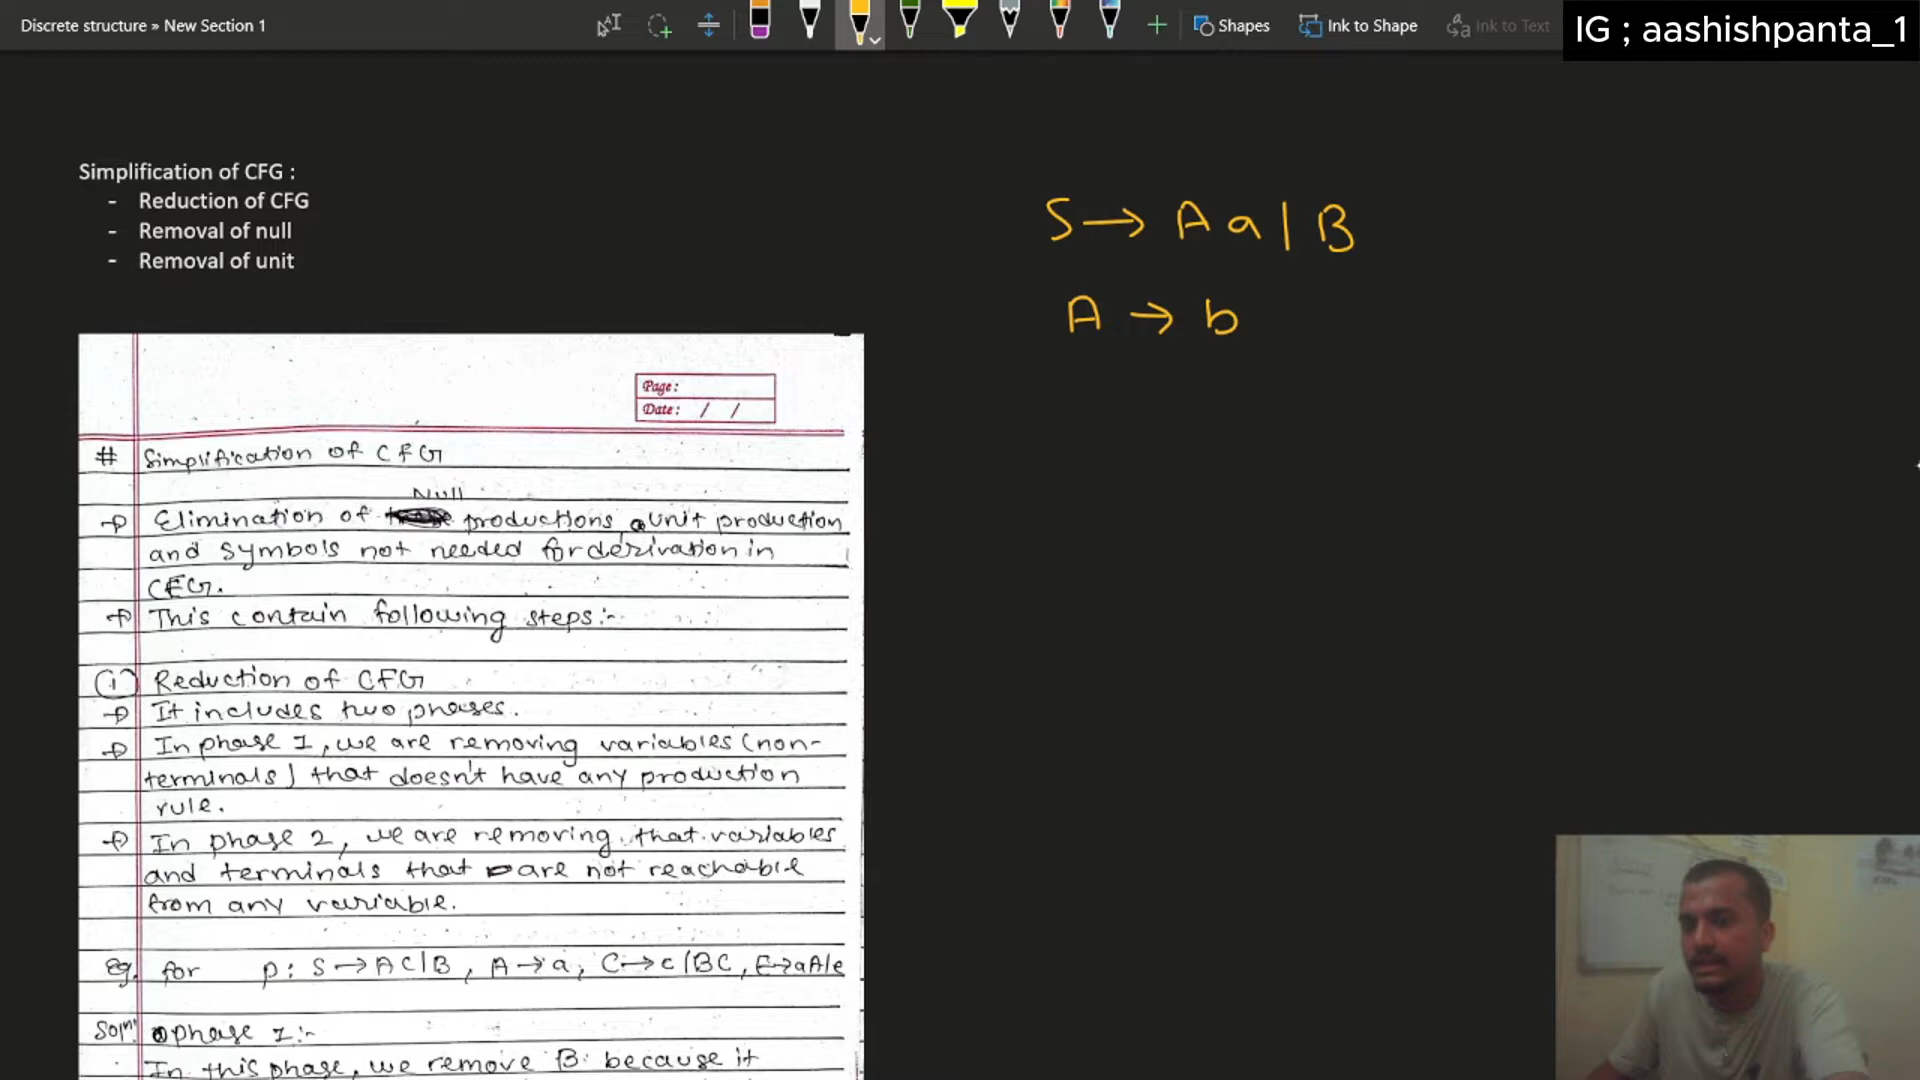 Discrete structure » New Section 1
Shapes
Ink to Shape
Ink to Text
IG ; aashishpanta_1
Simplification of CFG :
- Reduction of CFG
- Removal of null
- Removal of unit
S → A a | B
A → b
Page :
Date : / /
# Simplification of CFG
Null
Elimination of productions, unit production
and symbols not needed for derivation in
CFG.
This contain following steps:-
(i) Reduction of CFG
It includes two phases.
In phase 1, we are removing variables (non-
terminals) that doesn't have any production
rule.
In phase 2, we are removing that variables
and terminals that are not reachable
from any variable.
Eg. for P: S → AC | B, A → a, C → c | BC, E → aA | e
Solⁿ: phase 1:-
In this phase, we remove B because it